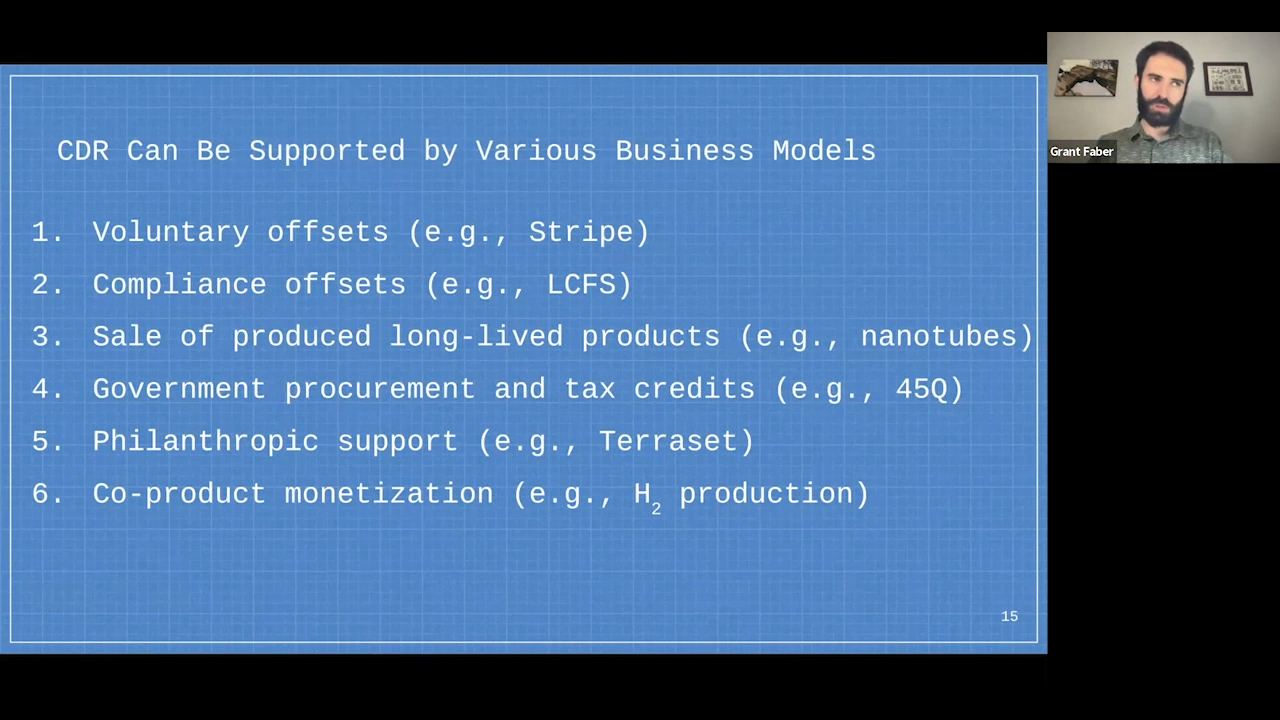 CDR Can Be Supported by Various Business Models
1. Voluntary offsets (e.g., Stripe)
2. Compliance offsets (e.g., LCFS)
3. Sale of produced long-lived products (e.g., nanotubes)
4. Government procurement and tax credits (e.g., 45Q)
5. Philanthropic support (e.g., Terraset)
6. Co-product monetization (e.g., H₂ production)
15
Grant Faber